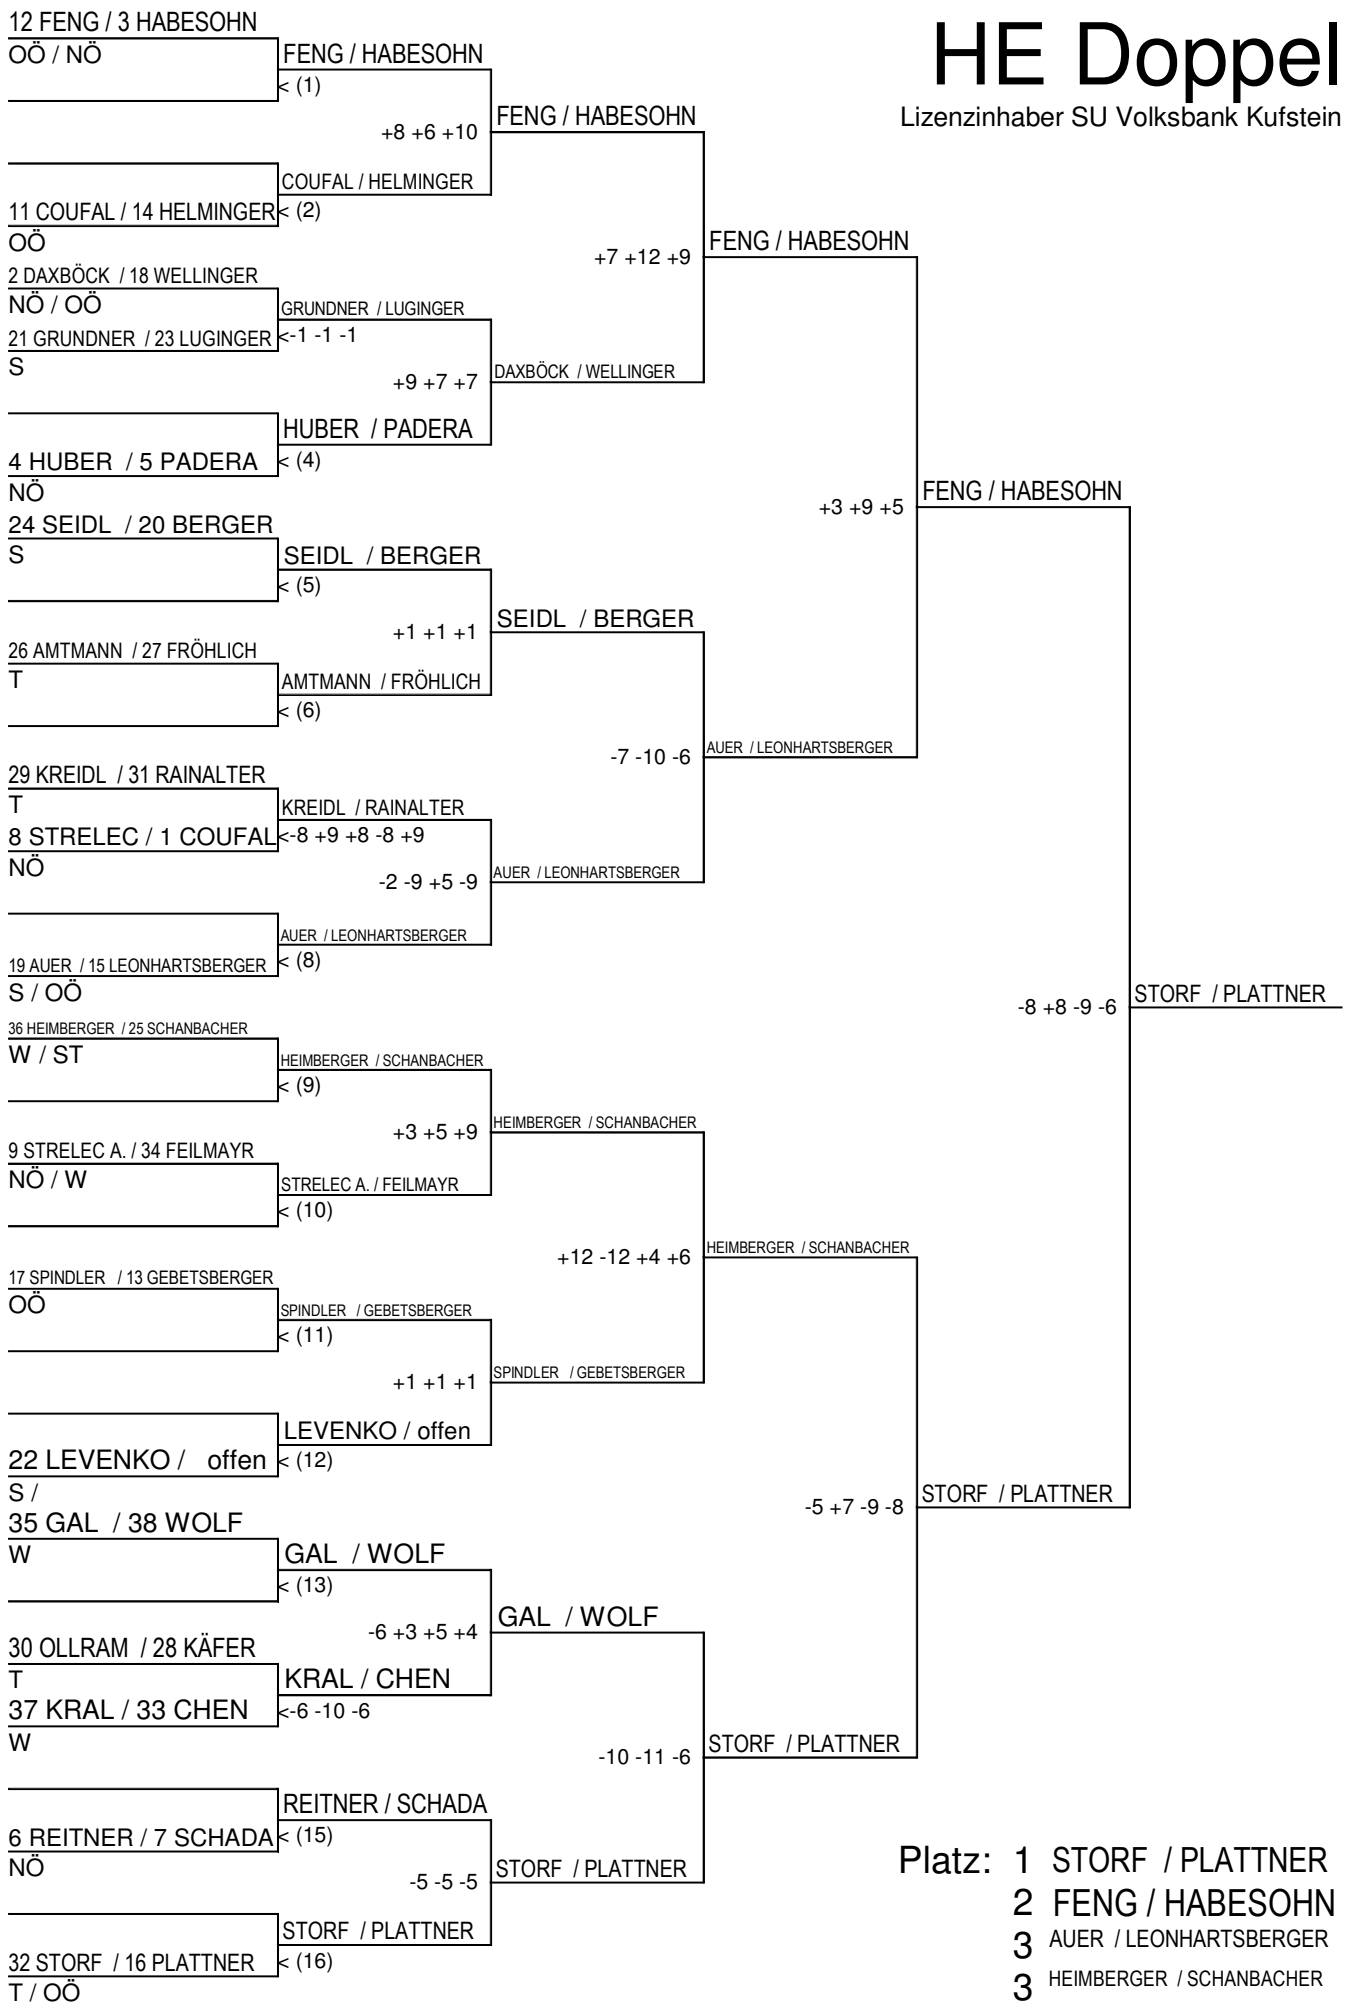 HE Doppel
Lizenzinhaber SU Volksbank Kufstein
12 FENG / 3 HABESOHN
OÖ / NÖ
FENG / HABESOHN
< (1)
+8 +6 +10
FENG / HABESOHN
COUFAL / HELMINGER
11 COUFAL / 14 HELMINGER
< (2)
OÖ
+7 +12 +9
FENG / HABESOHN
2 DAXBÖCK / 18 WELLINGER
NÖ / OÖ
GRUNDNER / LUGINGER
21 GRUNDNER / 23 LUGINGER
<-1 -1 -1
S
+9 +7 +7
DAXBÖCK / WELLINGER
HUBER / PADERA
4 HUBER / 5 PADERA
< (4)
NÖ
+3 +9 +5
FENG / HABESOHN
24 SEIDL / 20 BERGER
S
SEIDL / BERGER
< (5)
+1 +1 +1
SEIDL / BERGER
26 AMTMANN / 27 FRÖHLICH
T
AMTMANN / FRÖHLICH
< (6)
-7 -10 -6
AUER / LEONHARTSBERGER
29 KREIDL / 31 RAINALTER
T
KREIDL / RAINALTER
8 STRELEC / 1 COUFAL
<-8 +9 +8 -8 +9
NÖ
-2 -9 +5 -9
AUER / LEONHARTSBERGER
AUER / LEONHARTSBERGER
19 AUER / 15 LEONHARTSBERGER
< (8)
S / OÖ
-8 +8 -9 -6
STORF / PLATTNER
36 HEIMBERGER / 25 SCHANBACHER
W / ST
HEIMBERGER / SCHANBACHER
< (9)
+3 +5 +9
HEIMBERGER / SCHANBACHER
9 STRELEC A. / 34 FEILMAYR
NÖ / W
STRELEC A. / FEILMAYR
< (10)
+12 -12 +4 +6
HEIMBERGER / SCHANBACHER
17 SPINDLER / 13 GEBETSBERGER
OÖ
SPINDLER / GEBETSBERGER
< (11)
+1 +1 +1
SPINDLER / GEBETSBERGER
LEVENKO / offen
22 LEVENKO / offen
< (12)
S /
-5 +7 -9 -8
STORF / PLATTNER
35 GAL / 38 WOLF
W
GAL / WOLF
< (13)
-6 +3 +5 +4
GAL / WOLF
30 OLLRAM / 28 KÄFER
T
KRAL / CHEN
37 KRAL / 33 CHEN
<-6 -10 -6
W
-10 -11 -6
STORF / PLATTNER
REITNER / SCHADA
6 REITNER / 7 SCHADA
< (15)
NÖ
-5 -5 -5
STORF / PLATTNER
STORF / PLATTNER
32 STORF / 16 PLATTNER
< (16)
T / OÖ
Platz: 1 STORF / PLATTNER
2 FENG / HABESOHN
3 AUER / LEONHARTSBERGER
3 HEIMBERGER / SCHANBACHER